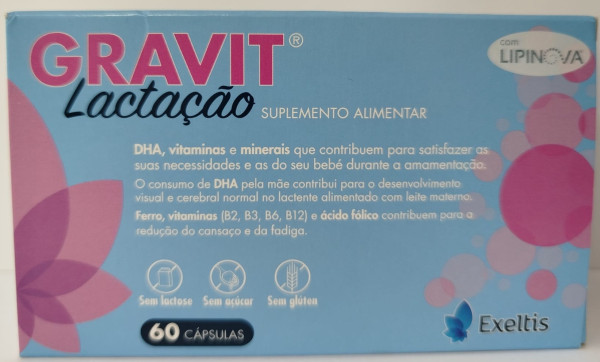 GRAVIT®
Lactação
SUPLEMENTO ALIMENTAR
com
LIPINOVA
DHA, vitaminas e minerais que contribuem para satisfazer as
suas necessidades e as do seu bebé durante a amamentação.
O consumo de DHA pela mãe contribui para o desenvolvimento
visual e cerebral normal no lactente alimentado com leite materno.
Ferro, vitaminas (B2, B3, B6, B12) e ácido fólico contribuem para a
redução do cansaço e da fadiga.
Sem lactose Sem açúcar Sem glúten
60 CÁPSULAS
Exeltis